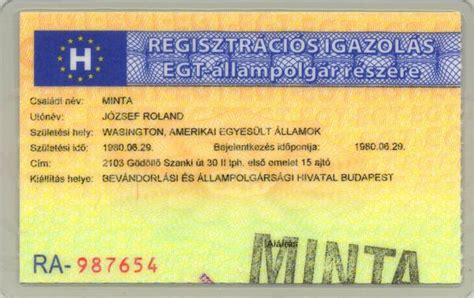 H
REGISZTRÁCIÓS IGAZOLÁS
EGT-állampolgár részére
Családi név: MINTA
Utónév: JÓZSEF ROLAND
Születési hely: WASINGTON, AMERIKAI EGYESÜLT ÁLLAMOK
Születési idő: 1980.06.29. Bejelentkezés időpontja: 1980.06.29.
Cím: 2103 Gödöllő Szanki út 30 II lph. első emelet 15 ajtó
Kiállítás helye: BEVÁNDORLÁSI ÉS ÁLLAMPOLGÁRSÁGI HIVATAL BUDAPEST
Aláírás
MINTA
RA-987654